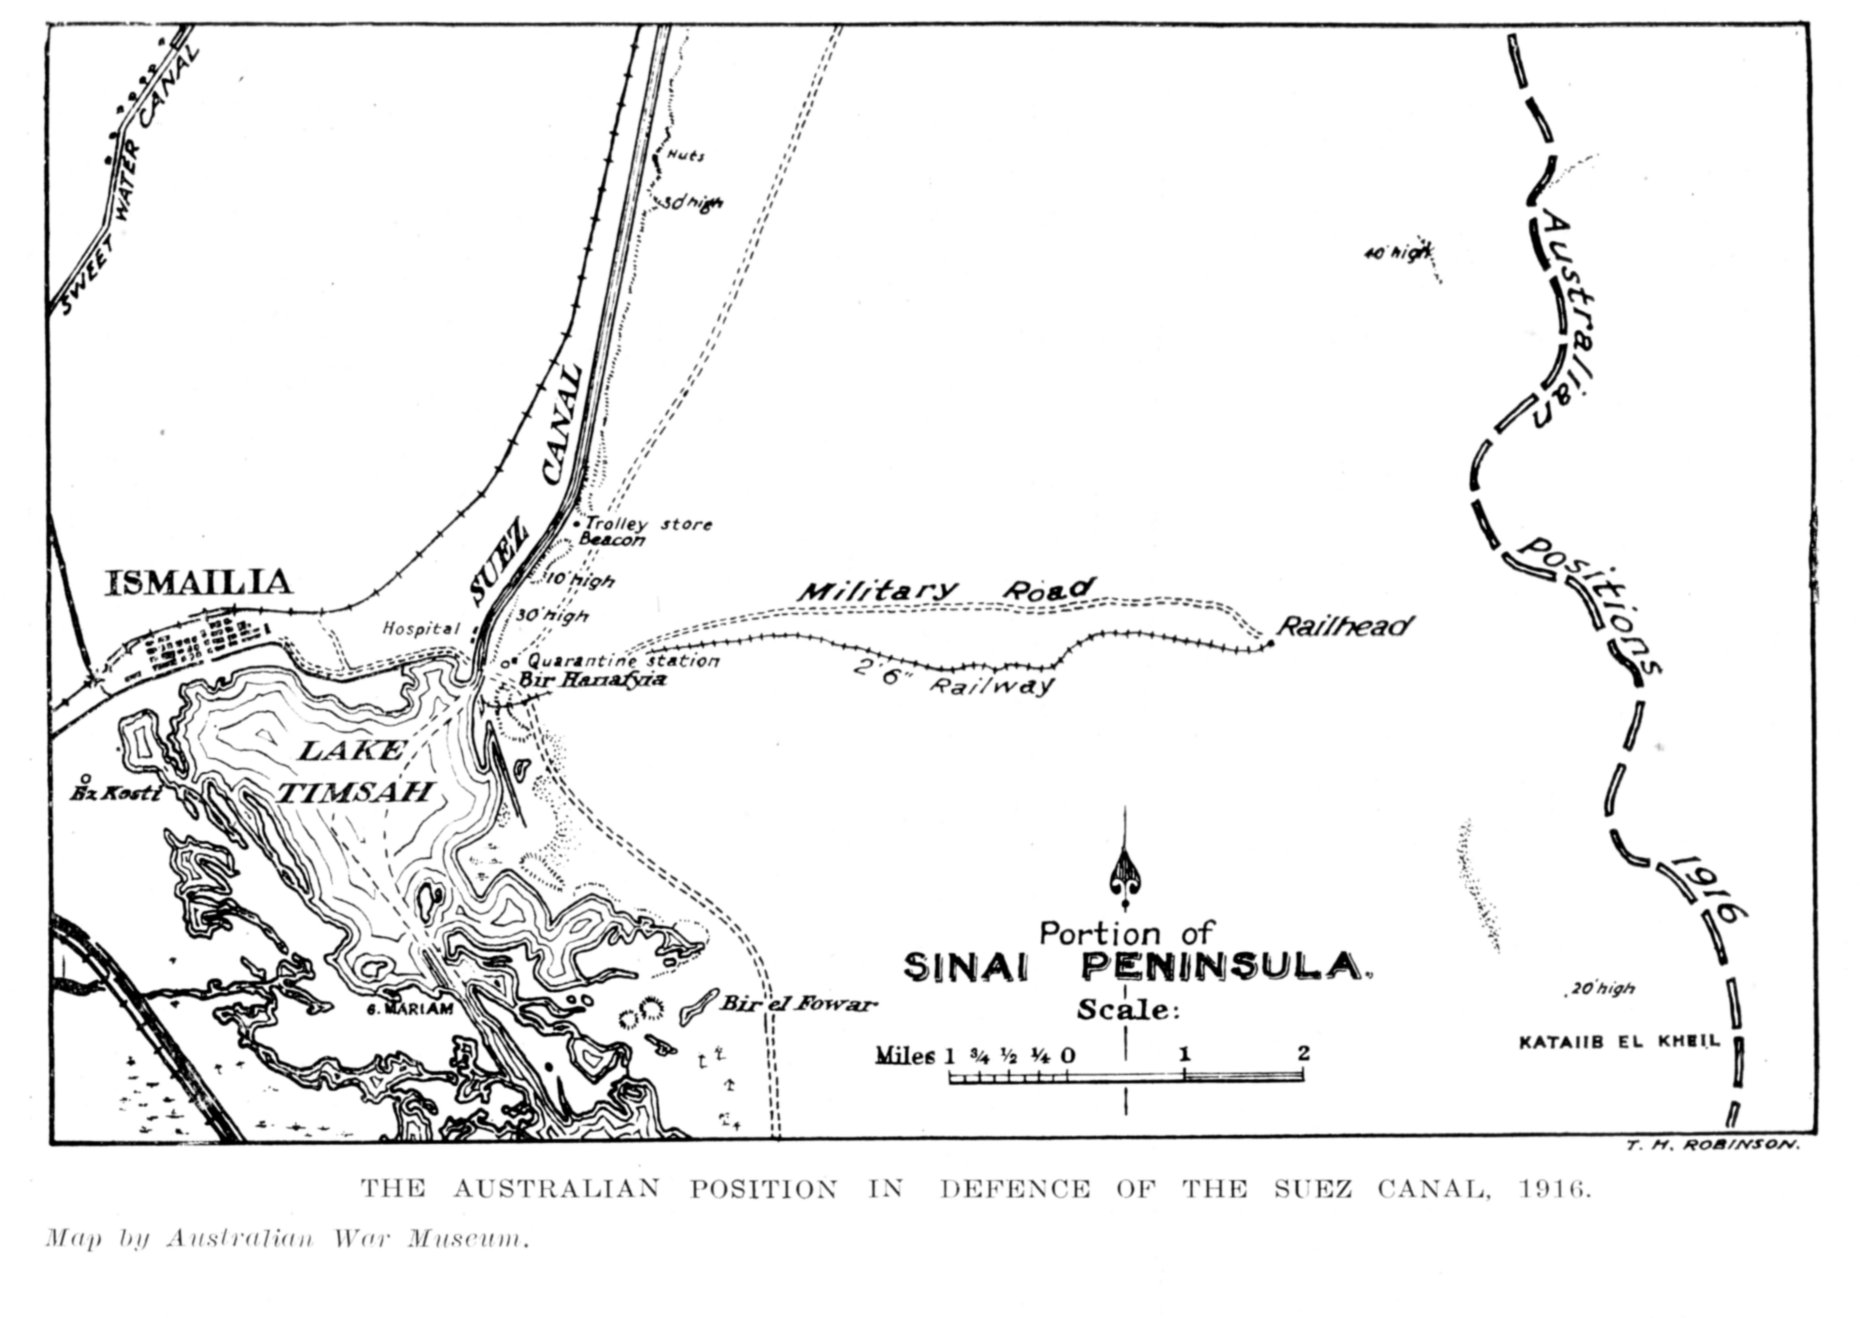 SWEET WATER CANAL
Huts
30' high
40' high
Australian
positions
1916
SUEZ CANAL
Trolley store
Beacon
10' high
30' high
ISMAILIA
Hospital
Quarantine station
Bir Hanafyia
Military Road
Railhead
2' 6" Railway
LAKE
TIMSAH
Ez Kosti
G. MARIAM
Bir el Fowar
Portion of
SINAI PENINSULA.
Scale:
Miles 1 ¾ ½ ¼ 0 1 2
20' high
KATAIIB EL KHEIL
T. H. ROBINSON.
THE AUSTRALIAN POSITION IN DEFENCE OF THE SUEZ CANAL, 1916.
Map by Australian War Museum.